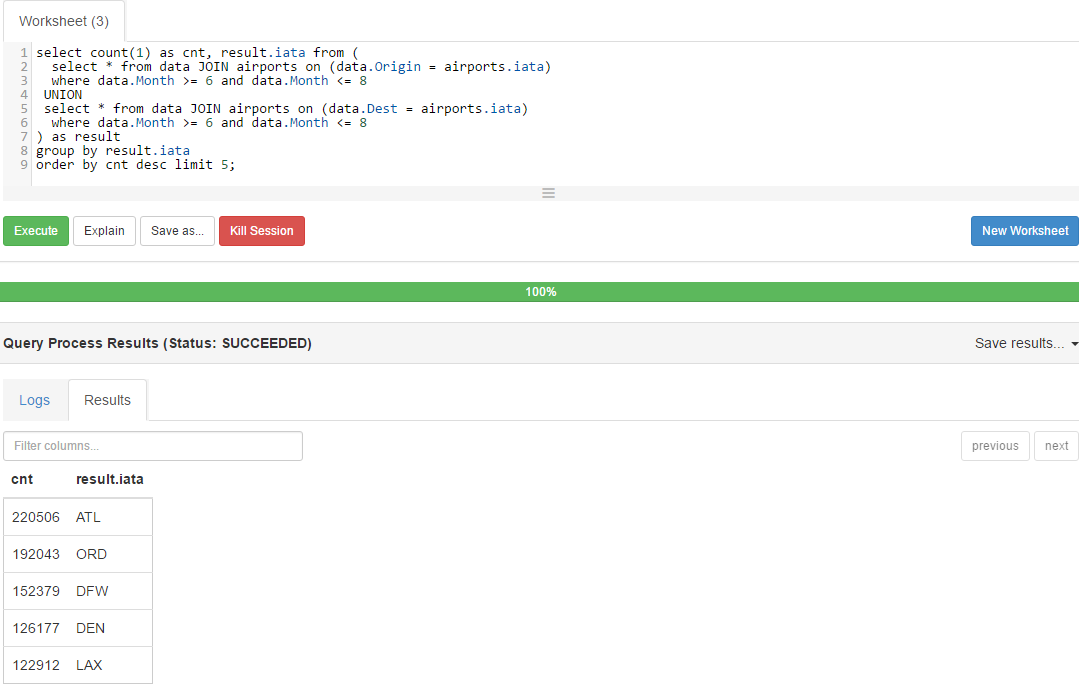 Worksheet (3)
1 select count(1) as cnt, result.iata from (
2   select * from data JOIN airports on (data.Origin = airports.iata)
3   where data.Month >= 6 and data.Month <= 8
4  UNION
5  select * from data JOIN airports on (data.Dest = airports.iata)
6   where data.Month >= 6 and data.Month <= 8
7 ) as result
8 group by result.iata
9 order by cnt desc limit 5;
Execute Explain Save as... Kill Session New Worksheet
100%
Query Process Results (Status: SUCCEEDED) Save results...
Logs Results
Filter columns... previous next
cnt result.iata
220506 ATL
192043 ORD
152379 DFW
126177 DEN
122912 LAX